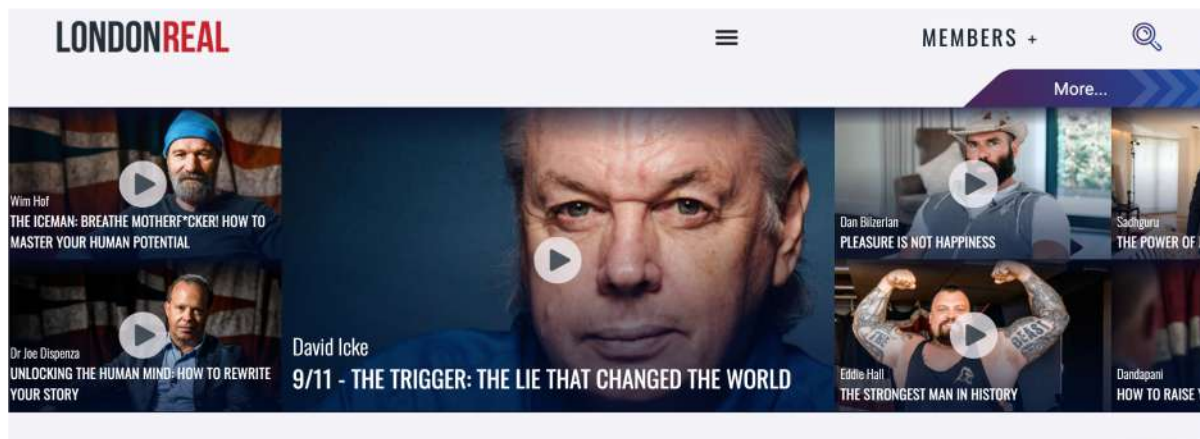 LONDONREAL
MEMBERS +
More...
Wim Hof
THE ICEMAN: BREATHE MOTHERF*CKER! HOW TO
MASTER YOUR HUMAN POTENTIAL
Dr Joe Dispenza
UNLOCKING THE HUMAN MIND: HOW TO REWRITE
YOUR STORY
David Icke
9/11 - THE TRIGGER: THE LIE THAT CHANGED THE WORLD
Dan Bilzerian
PLEASURE IS NOT HAPPINESS
Eddie Hall
THE STRONGEST MAN IN HISTORY
BEAST
Sadhguru
THE POWER OF
Dandapani
HOW TO RAISE